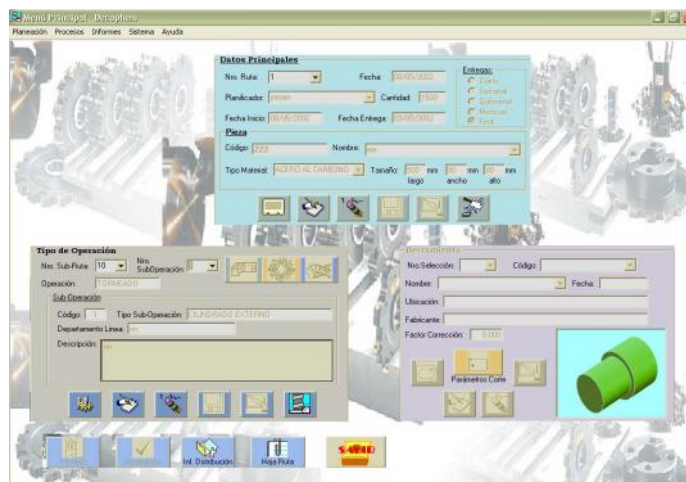 Menú Principal - Decaphem
Planeación Procesos Informes Sistema Ayuda
Datos Principales
Nro. Ruta: 1 Fecha: 08/05/2002 Entregas:
Diario
Semanal
Quincenal
Mensual
Final
Planificador: Cantidad: 1500
Fecha Inicio: 08/05/2002 Fecha Entrega: 08/05/2002
Pieza
Código: 222 Nombre:
Tipo Material: ACERO AL CARBONO Tamaño: mm mm mm
largo ancho alto
Tipo de Operación
Nro. Sub-Ruta: 10 Nro. SubOperación:
Operación: TORNEADO
Sub-Operación
Código: 1 Tipo Sub-Operación: CILINDRADO EXTERNO
Departamento Linea:
Descripción:
Herramienta
Nro Selección: Código:
Nombre: Fecha:
Ubicación:
Fabricante:
Factor Corrección: 0.000
Parámetros Corte
Inf. Distribución Hoja Ruta SALIR